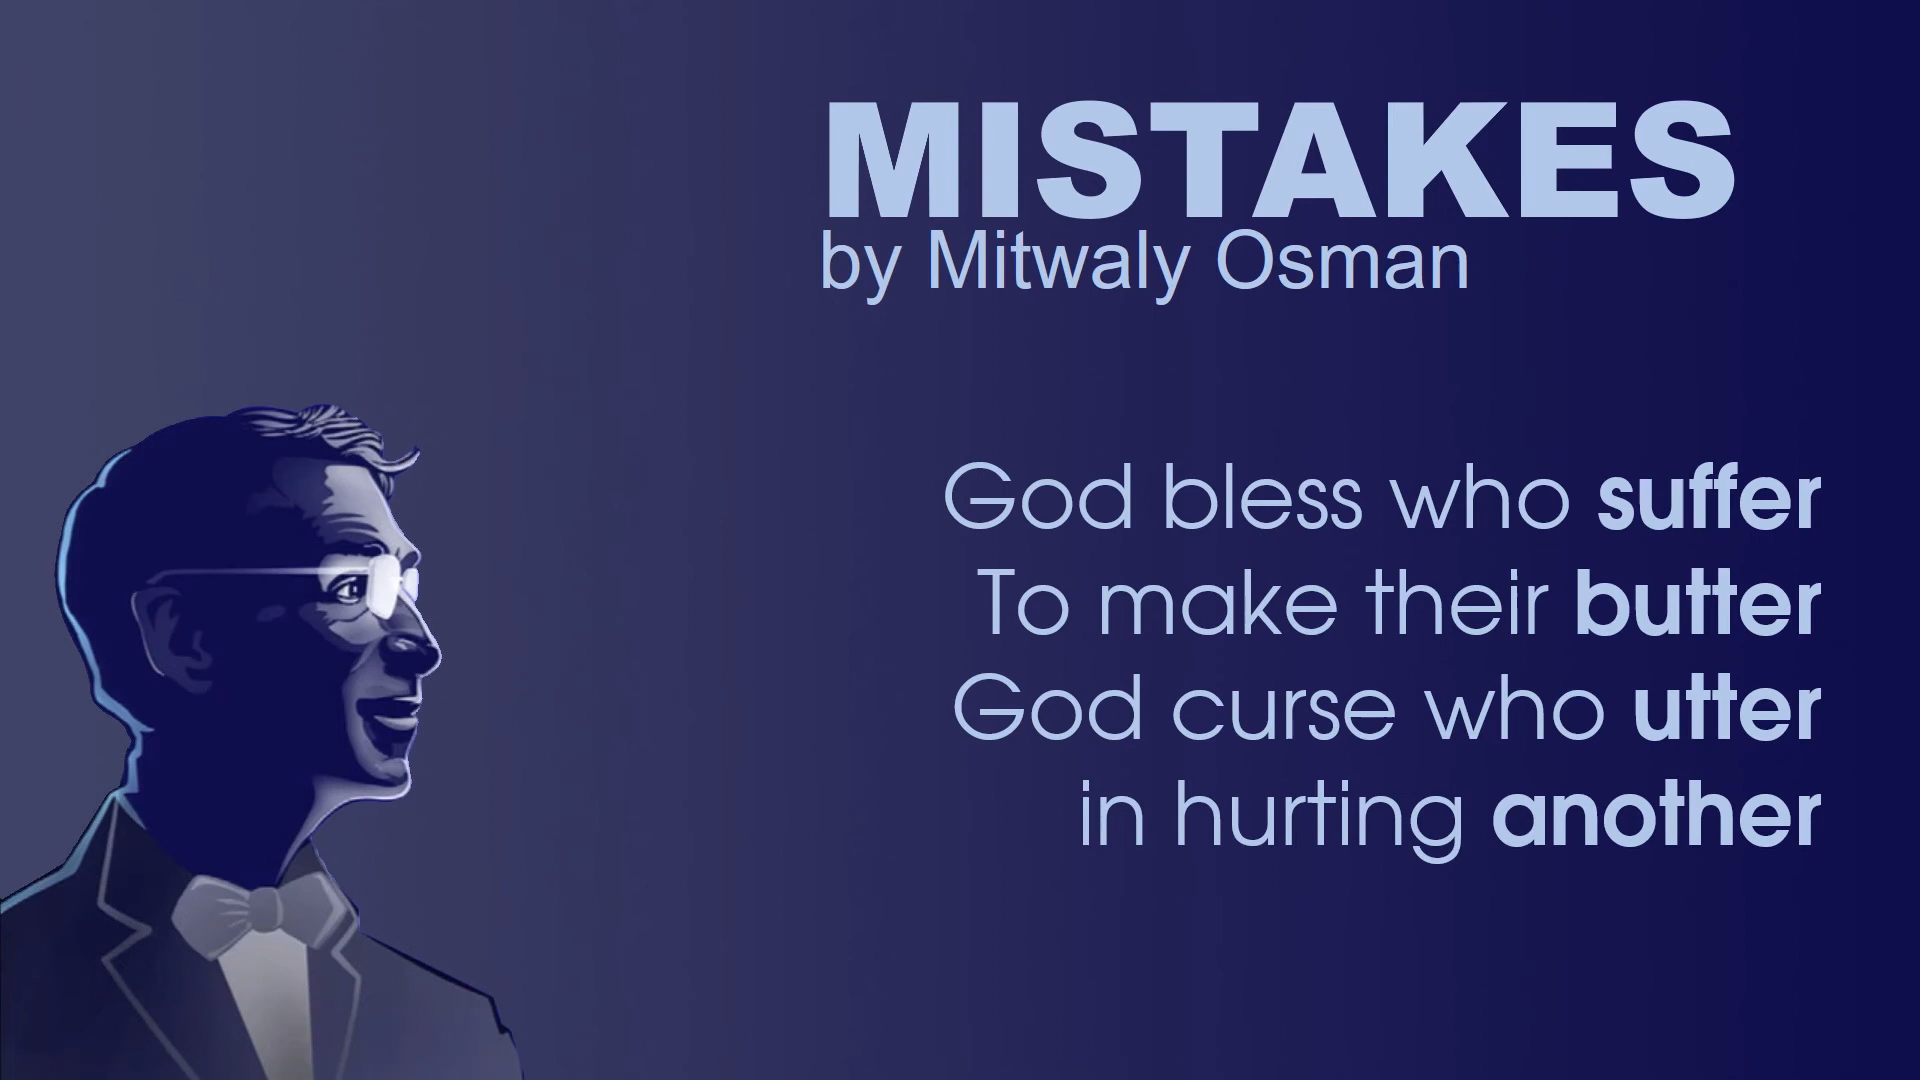 MISTAKES
by Mitwaly Osman
God bless who suffer
To make their butter
God curse who utter
in hurting another